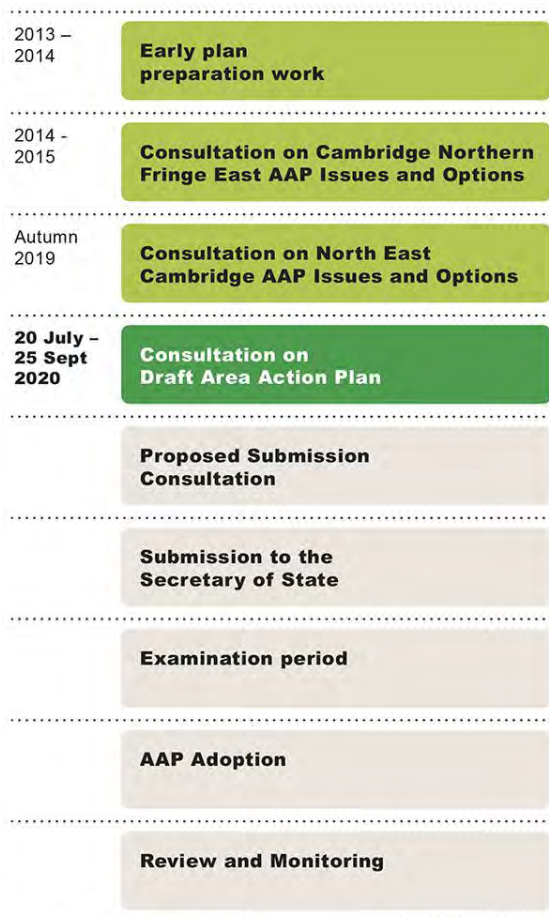 2013 –
2014
Early plan
preparation work
2014 -
2015
Consultation on Cambridge Northern
Fringe East AAP Issues and Options
Autumn
2019
Consultation on North East
Cambridge AAP Issues and Options
20 July –
25 Sept
2020
Consultation on
Draft Area Action Plan
Proposed Submission
Consultation
Submission to the
Secretary of State
Examination period
AAP Adoption
Review and Monitoring